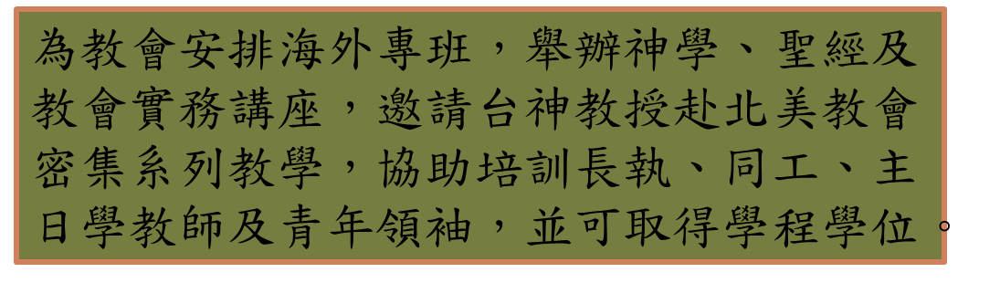 為教會安排海外專班，舉辦神學、聖經及
教會實務講座，邀請台神教授赴北美教會
密集系列教學，協助培訓長執、同工、主
日學教師及青年領袖，並可取得學程學位。